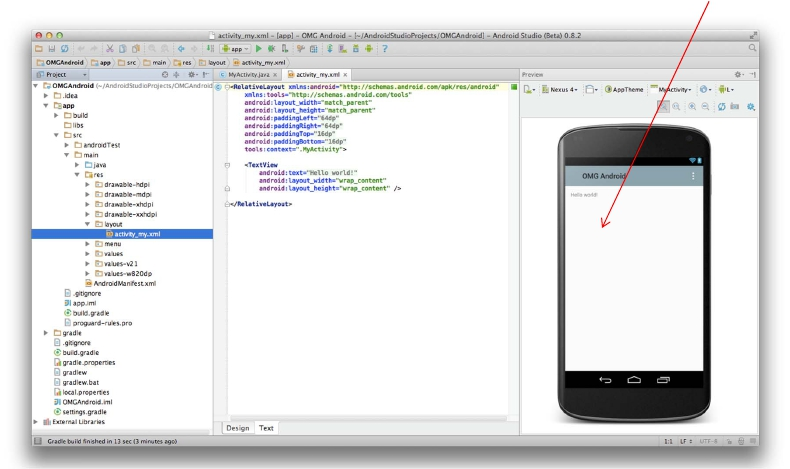 activity_my.xml - [app] - OMG Android - [~/AndroidStudioProjects/OMGAndroid] - Android Studio (Beta) 0.8.2
app
OMGAndroid app src main res layout activity_my.xml
Project
MyActivity.java × activity_my.xml ×
Preview
OMGAndroid (~/AndroidStudioProjects/OMGAndroid)
.idea
app
build
libs
src
androidTest
main
java
res
drawable-hdpi
drawable-mdpi
drawable-xhdpi
drawable-xxhdpi
layout
activity_my.xml
menu
values
values-v21
values-w820dp
AndroidManifest.xml
.gitignore
app.iml
build.gradle
proguard-rules.pro
gradle
.gitignore
build.gradle
gradle.properties
gradlew
gradlew.bat
local.properties
OMGAndroid.iml
settings.gradle
External Libraries
<RelativeLayout xmlns:android="http://schemas.android.com/apk/res/android"
xmlns:tools="http://schemas.android.com/tools"
android:layout_width="match_parent"
android:layout_height="match_parent"
android:paddingLeft="64dp"
android:paddingRight="64dp"
android:paddingTop="16dp"
android:paddingBottom="16dp"
tools:context=".MyActivity">
<TextView
android:text="Hello world!"
android:layout_width="wrap_content"
android:layout_height="wrap_content" />
</RelativeLayout>
Design Text
Nexus 4 AppTheme MyActivity L
OMG Android
Hello world!
Gradle build finished in 13 sec (3 minutes ago)
1:1 LF UTF-8